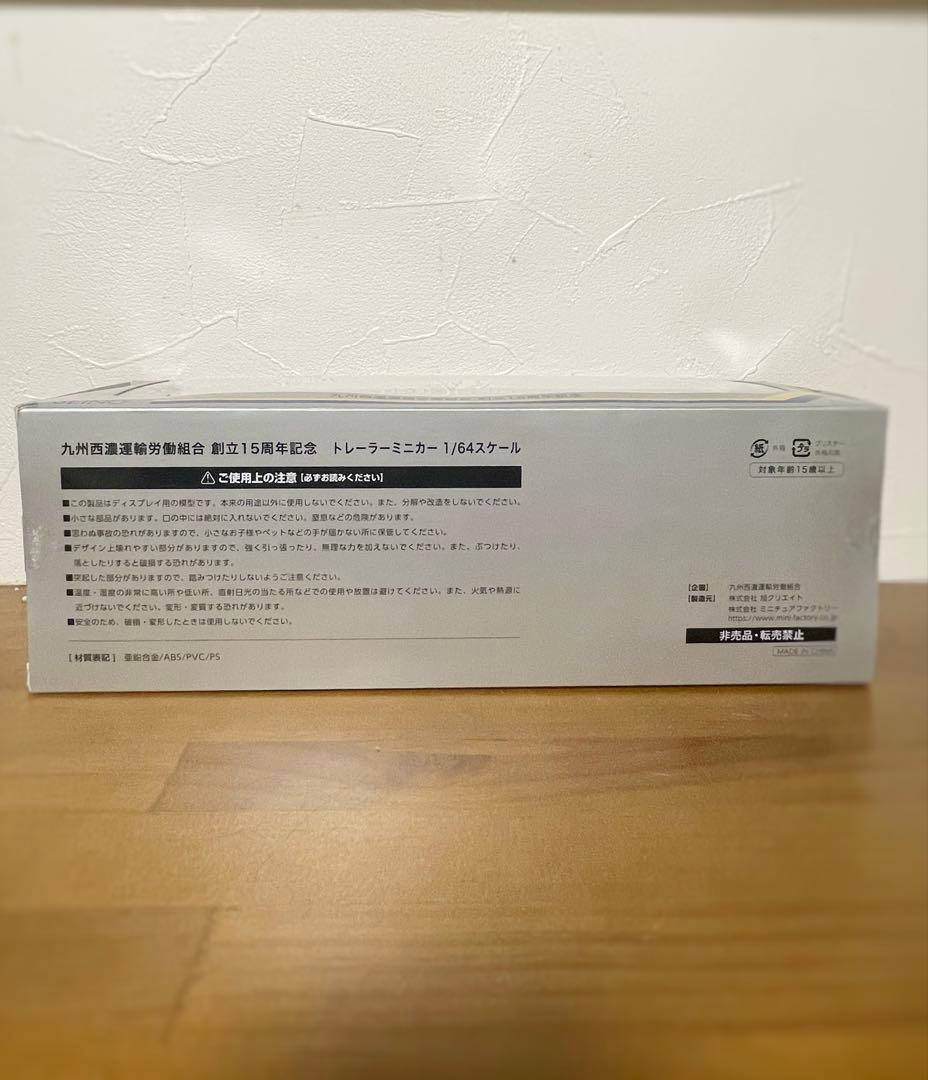 九州西濃運輸労働組合 創立15周年記念　トレーラーミニカー 1/64スケール
⚠ご使用上の注意 [必ずお読みください]
■この製品はディスプレイ用の模型です。本来の用途以外に使用しないでください。また、分解や改造をしないでください。
■小さな部品があります。口の中には絶対に入れないでください。窒息などの危険があります。
■思わぬ事故の恐れがありますので、小さなお子様やペットなどの手が届かない所に保管してください。
■デザイン上壊れやすい部分がありますので、強く引っ張ったり、無理な力を加えないでください。また、ぶつけたり、
落としたりすると破損する恐れがあります。
■突起した部分がありますので、踏みつけたりしないようご注意ください。
■温度・湿度の非常に高い所や低い所、直射日光の当たる所などでの使用や放置は避けてください。また、火気や熱源に
近づけないでください。変形・変質する恐れがあります。
■安全のため、破損・変形したときは使用しないでください。
[材質表記] 亜鉛合金/ABS/PVC/PS
紙 外箱 プラ ブリスター
外箱元窓
対象年齢15歳以上
[企画] 九州西濃運輸労働組合
[製造元] 株式会社 旭クリエイト
株式会社 ミニチュアファクトリー
https://www.mini-factory.co.jp
非売品・転売禁止
MADE IN CHINA